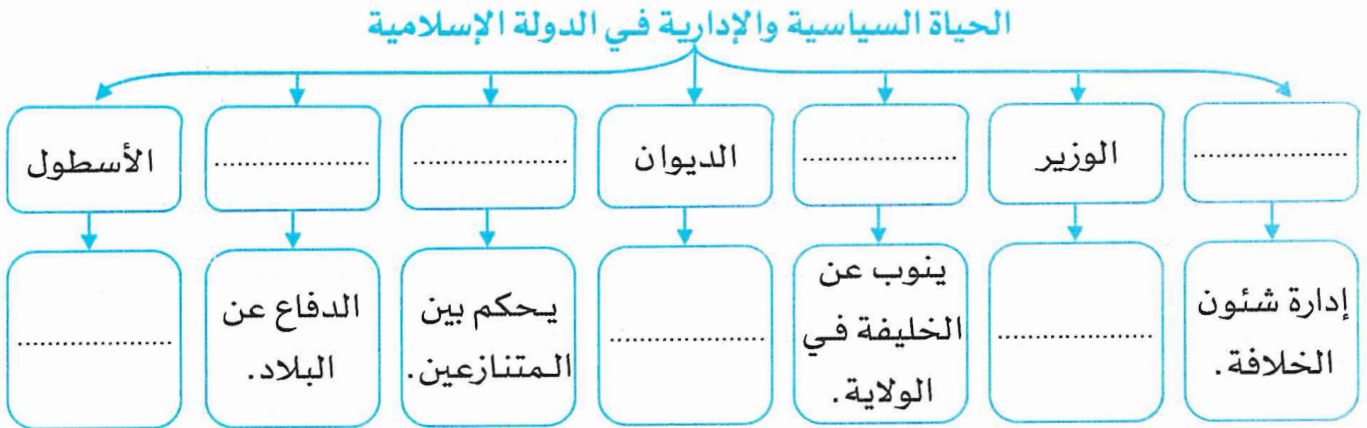 الحياة السياسية والإدارية في الدولة الإسلامية
....................
الوزير
....................
الديوان
....................
....................
الأسطول
إدارة شئون
الخلافة.
....................
ينوب عن
الخليفة في
الولاية.
....................
يحكم بين
المتنازعين.
الدفاع عن
البلاد.
....................